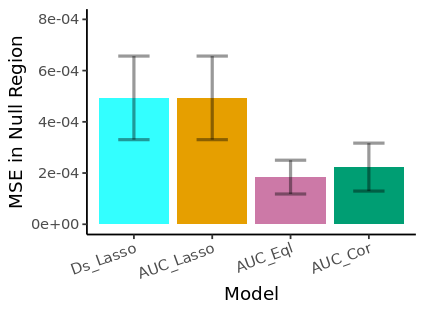 MSE in Null Region
8e-04
6e-04
4e-04
2e-04
0e+00
Ds_Lasso
AUC_Lasso
AUC_Eql
AUC_Cor
Model